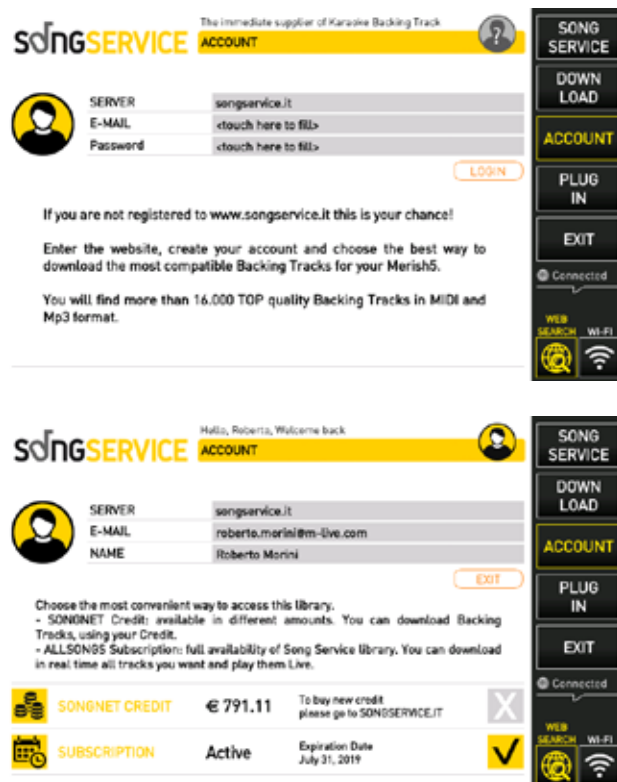 The immediate supplier of Karaoke Backing Track
SONGSERVICE
ACCOUNT
SERVER songservice.it
E-MAIL <touch here to fill>
Password <touch here to fill>
LOGIN
If you are not registered to www.songservice.it this is your chance!
Enter the website, create your account and choose the best way to
download the most compatible Backing Tracks for your Merish5.
You will find more than 16.000 TOP quality Backing Tracks in MIDI and
Mp3 format.
SONG
SERVICE
DOWN
LOAD
ACCOUNT
PLUG
IN
EXIT
Connected
WEB
SEARCH
WI-FI
Hello, Roberto, Welcome back
SONGSERVICE
ACCOUNT
SERVER songservice.it
E-MAIL roberto.morini@m-live.com
NAME Roberto Morini
EXIT
Choose the most convenient way to access this library.
- SONGNET Credit: available in different amounts. You can download Backing
Tracks, using your Credit.
- ALLSONGS Subscription: full availability of Song Service library. You can download
in real time all tracks you want and play them Live.
SONGNET CREDIT € 791.11
To buy new credit
please go to SONGSERVICE.IT
X
SUBSCRIPTION Active
Expiration Date
July 31, 2019
SONG
SERVICE
DOWN
LOAD
ACCOUNT
PLUG
IN
EXIT
Connected
WEB
SEARCH
WI-FI